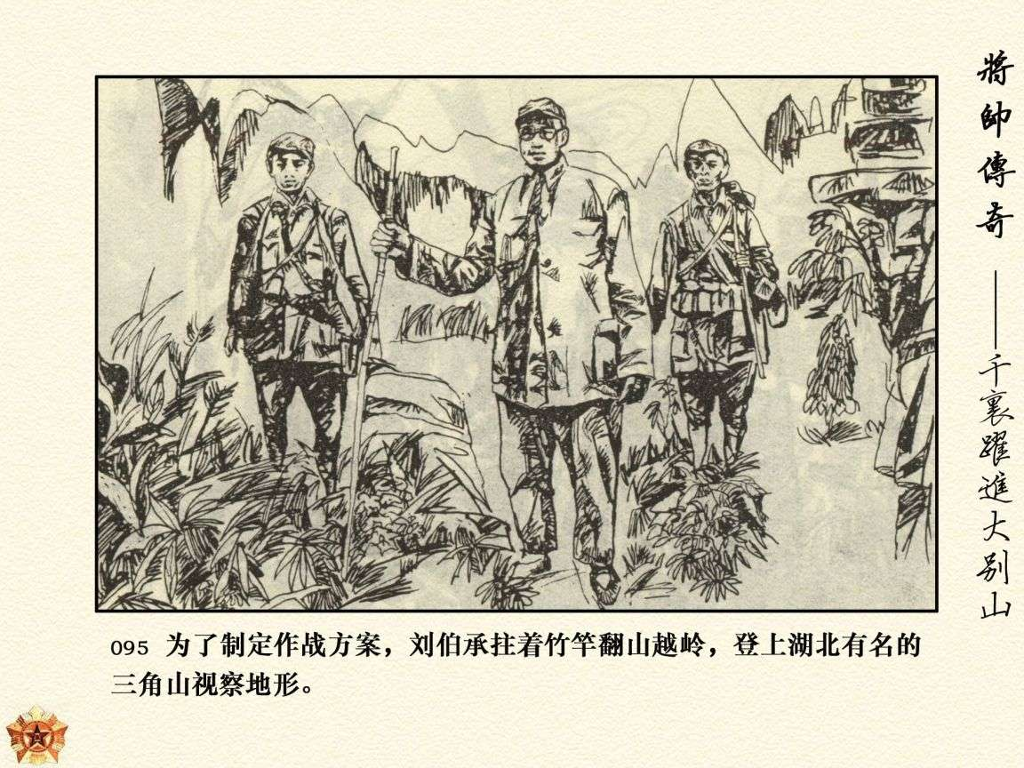 將帥傳奇 ——千裏躍進大别山
095 为了制定作战方案，刘伯承拄着竹竿翻山越岭，登上湖北有名的
三角山视察地形。